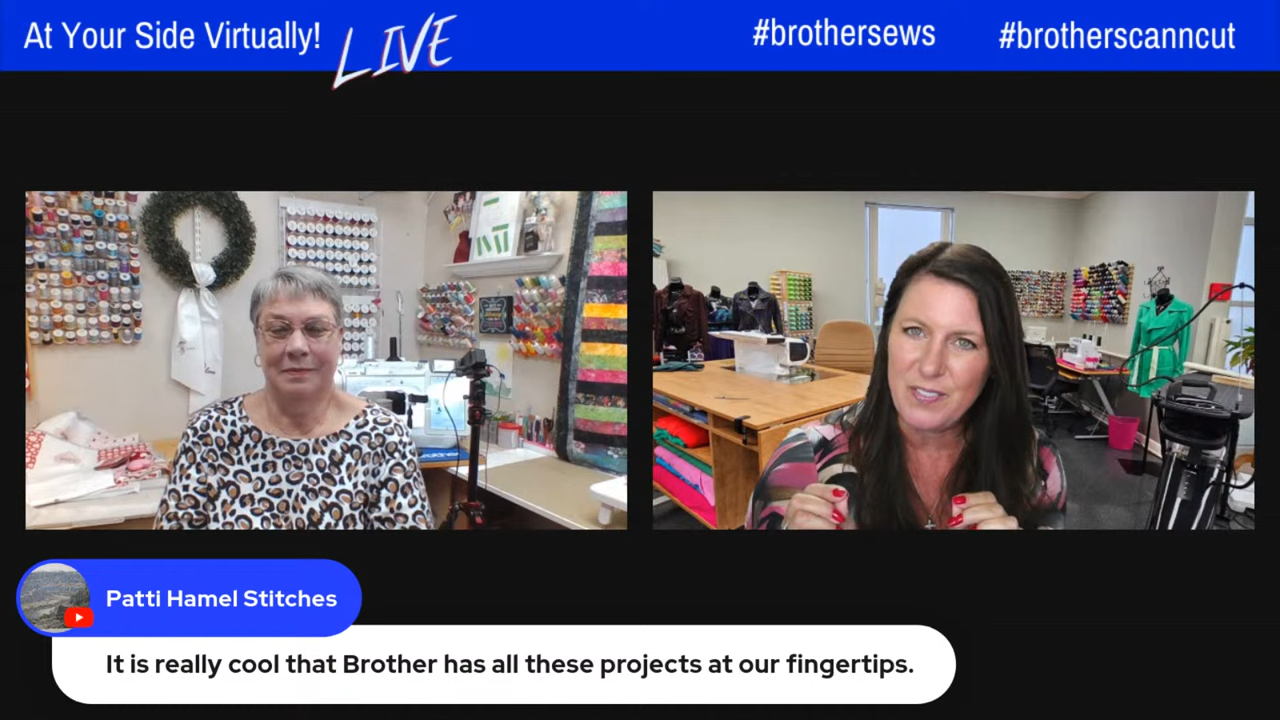 At Your Side Virtually! LIVE
#brothersews
#brotherscanncut
Patti Hamel Stitches
It is really cool that Brother has all these projects at our fingertips.